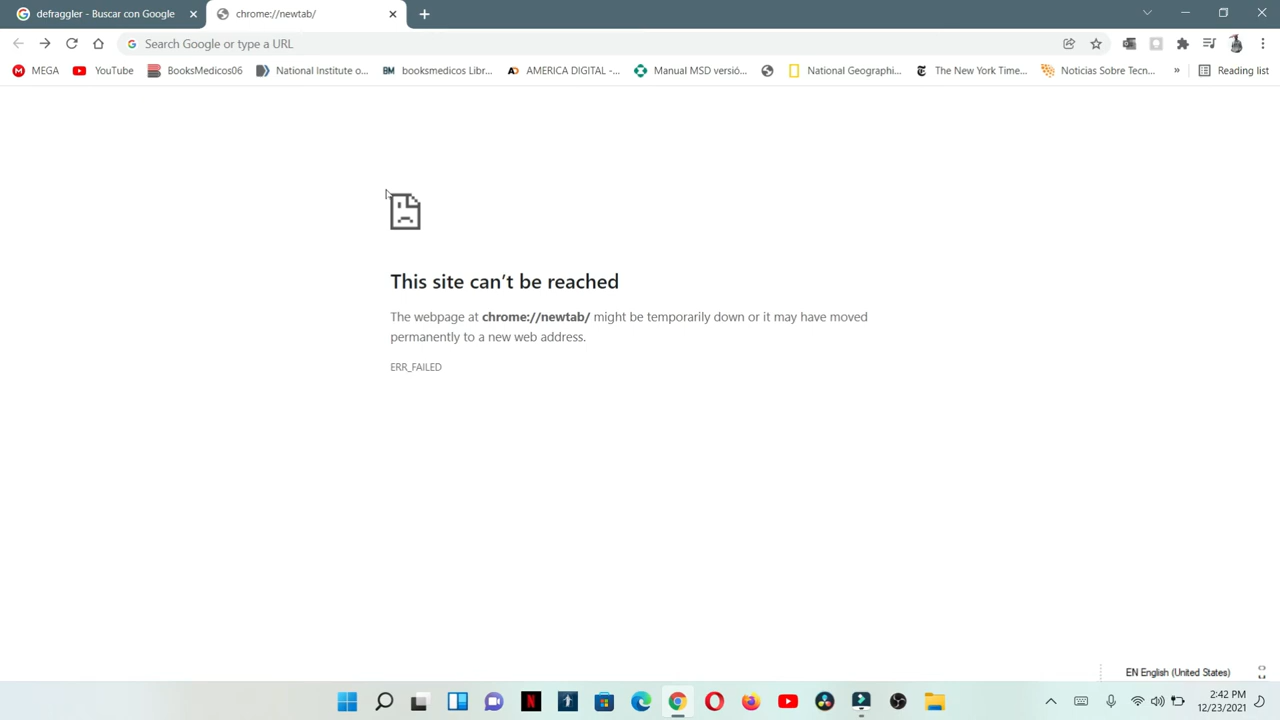 defraggler - Buscar con Google
chrome://newtab/
Search Google or type a URL
MEGA
YouTube
BooksMedicos06
National Institute o...
BM booksmedicos Libr...
AMERICA DIGITAL -...
Manual MSD versió...
National Geographi...
The New York Time...
Noticias Sobre Tecn...
»
Reading list
This site can't be reached
The webpage at chrome://newtab/ might be temporarily down or it may have moved
permanently to a new web address.
ERR_FAILED
EN English (United States)
2:42 PM
12/23/2021